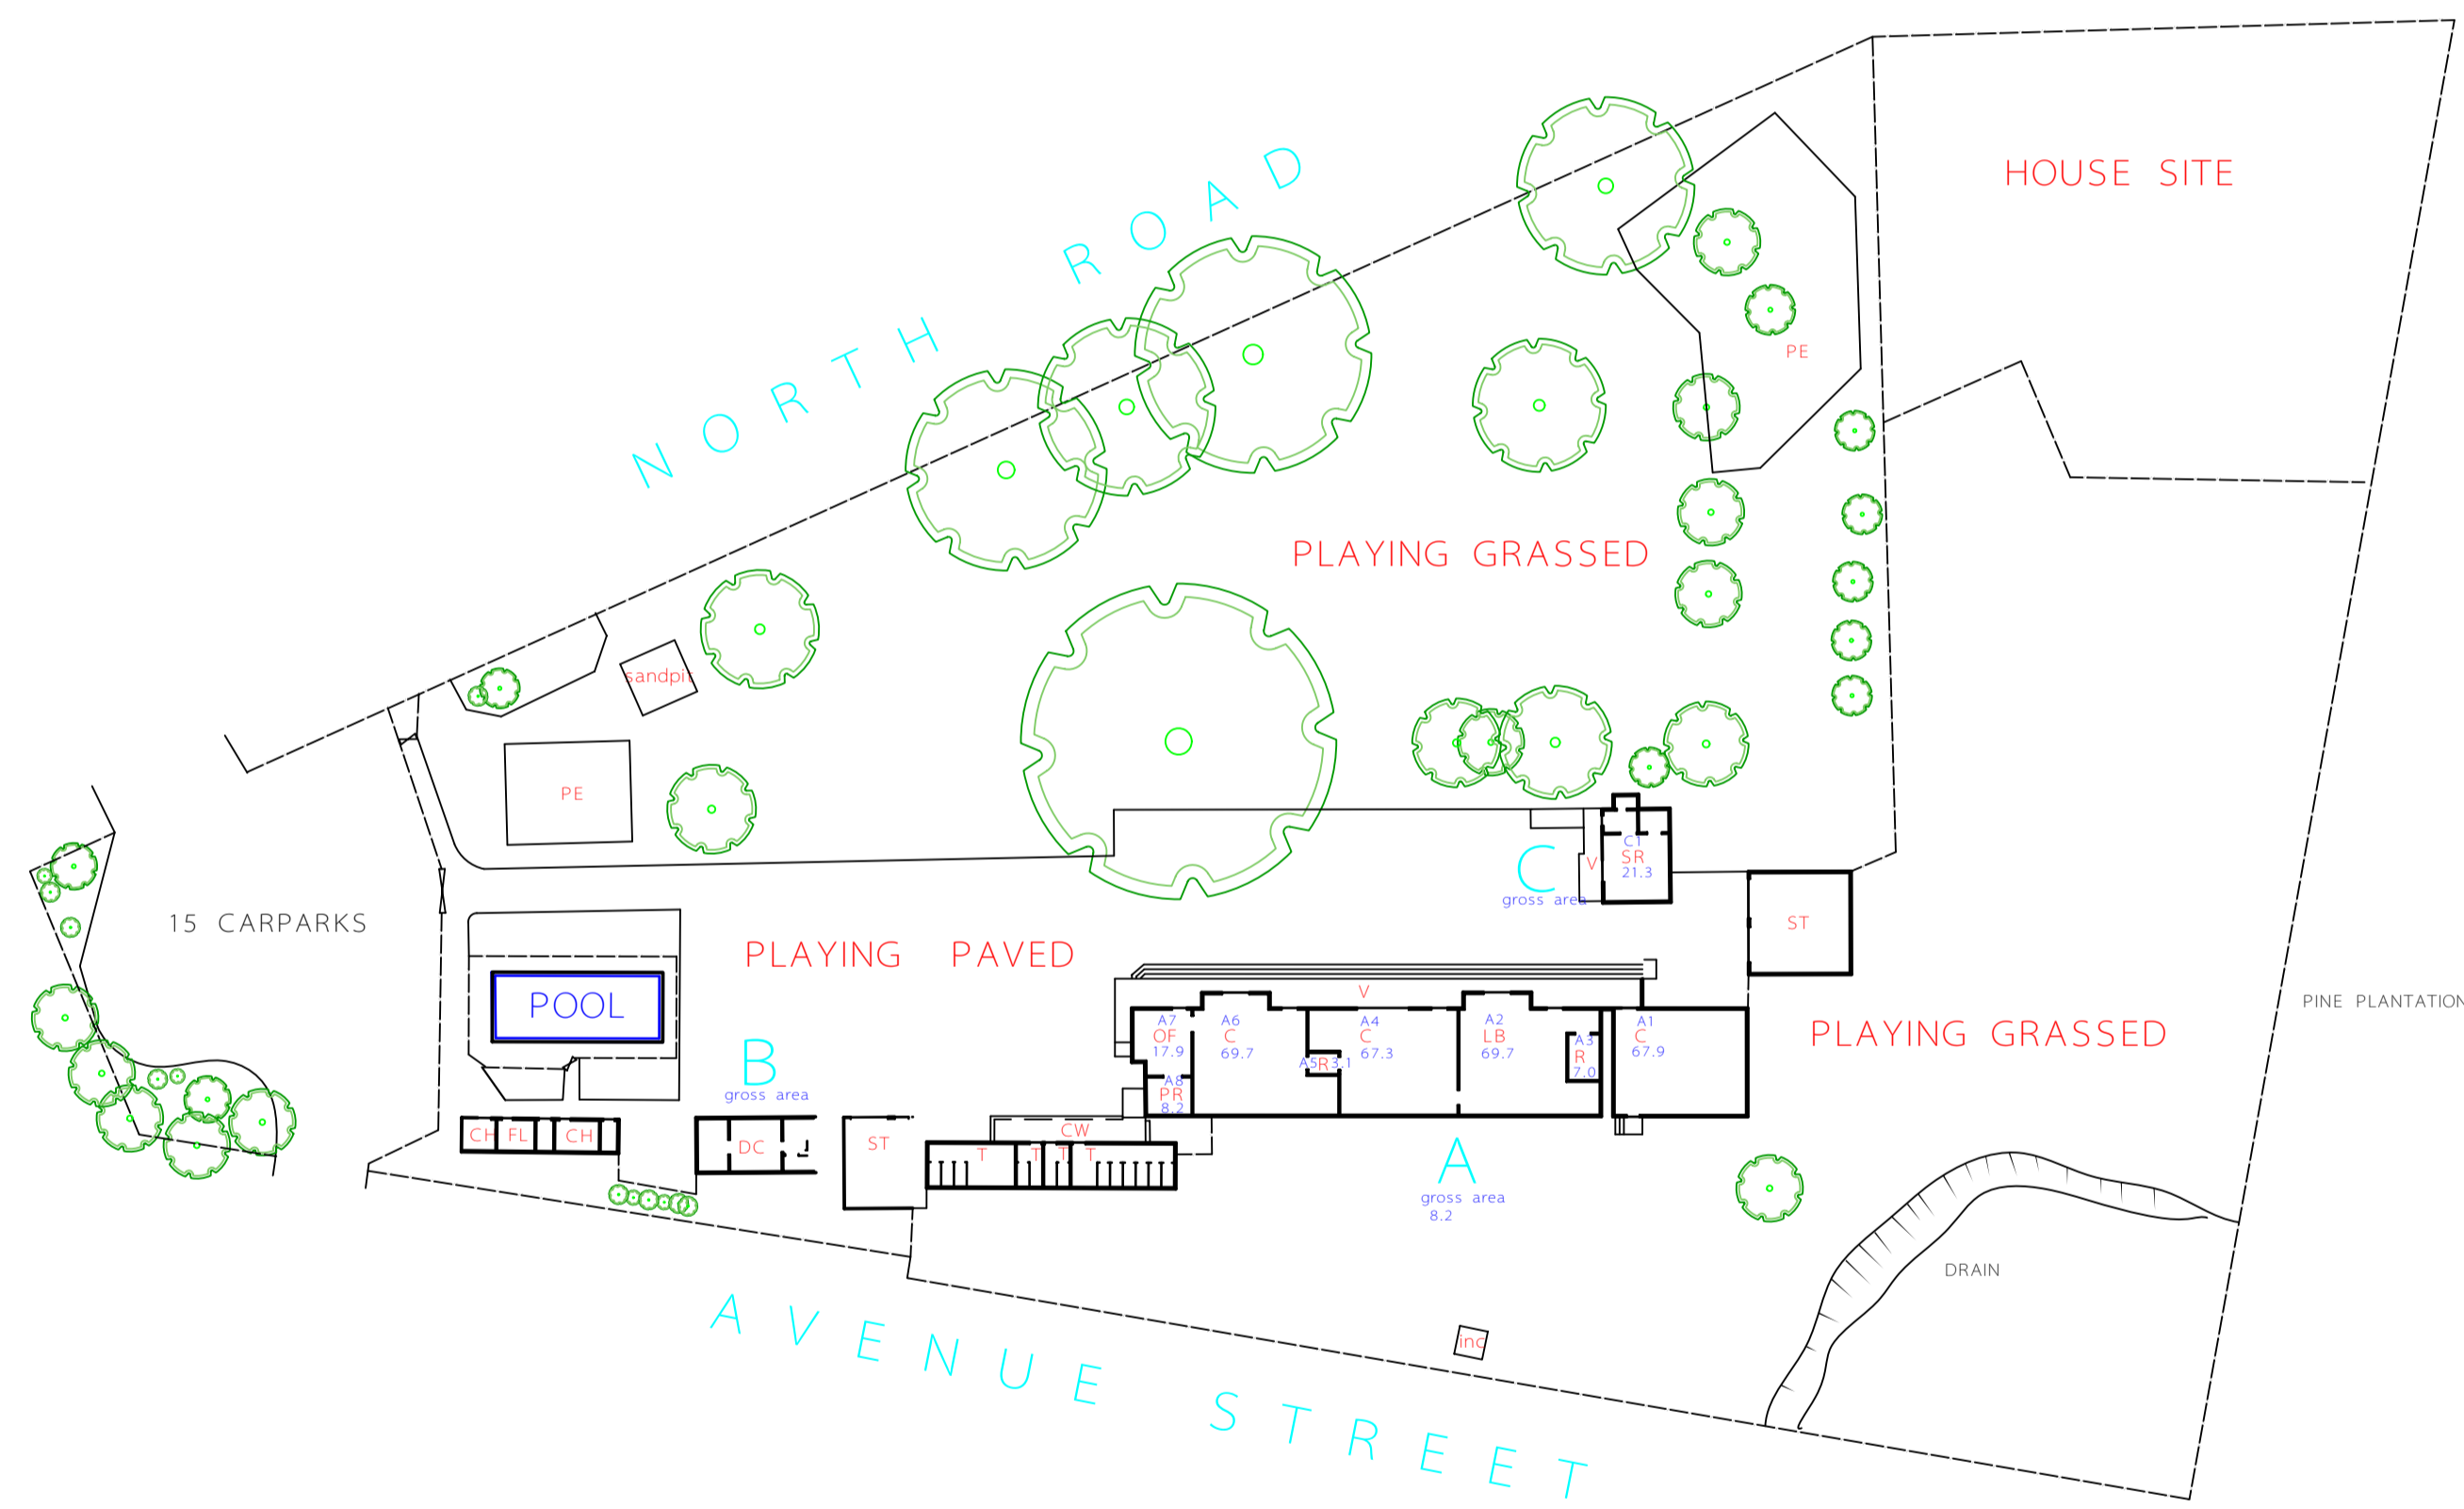 HOUSE SITE
NORTH ROAD
PE
PLAYING GRASSED
sandpit
PE
C1
SR
21.3
V
C
gross area
15 CARPARKS
ST
PLAYING PAVED
POOL
V
PINE PLANTATION
PLAYING GRASSED
A7
OF
17.9
A6
C
69.7
A4
C
67.3
A2
LB
69.7
A3
R
7.0
A1
C
67.9
A5 R 3.1
A8
PR
8.2
B
gross area
CH
FL
CH
DC
ST
CW
T
T
T
T
A
gross area
8.2
DRAIN
inc
AVENUE STREET